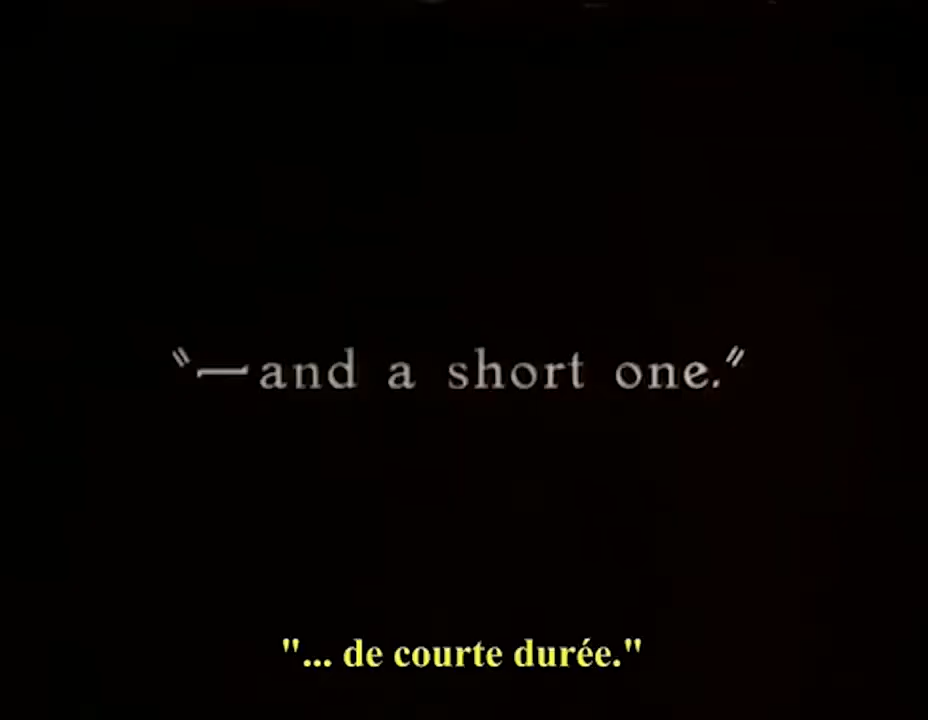 "—and a short one."
"... de courte durée."